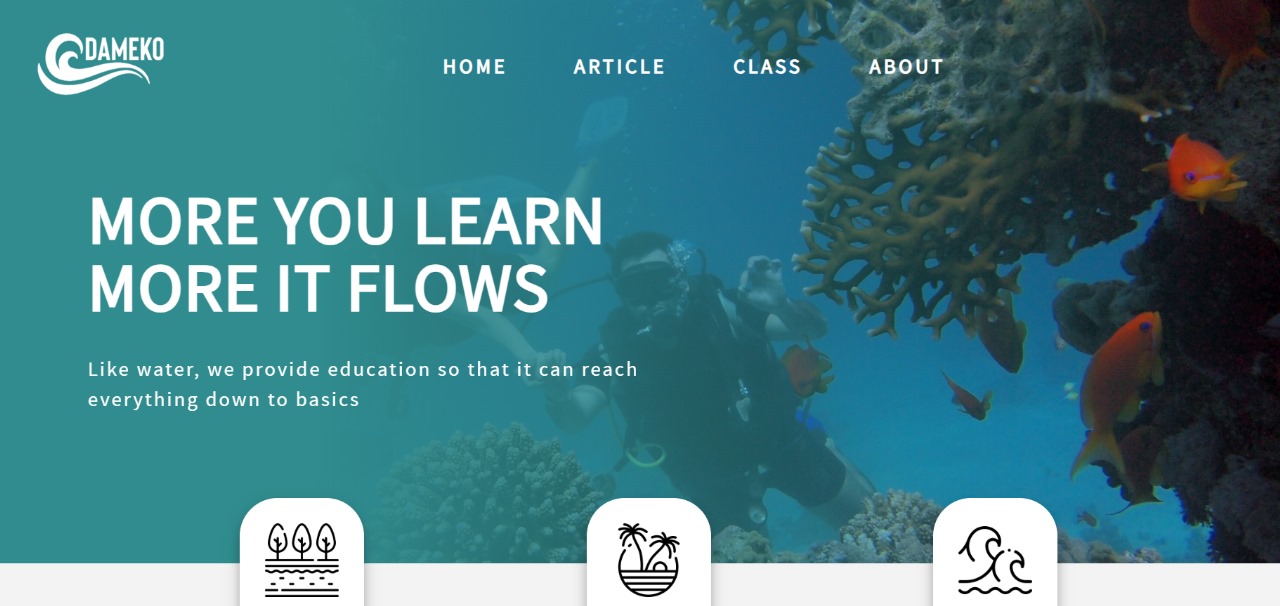 DAMEKO
HOME ARTICLE CLASS ABOUT
MORE YOU LEARN
MORE IT FLOWS
Like water, we provide education so that it can reach
everything down to basics